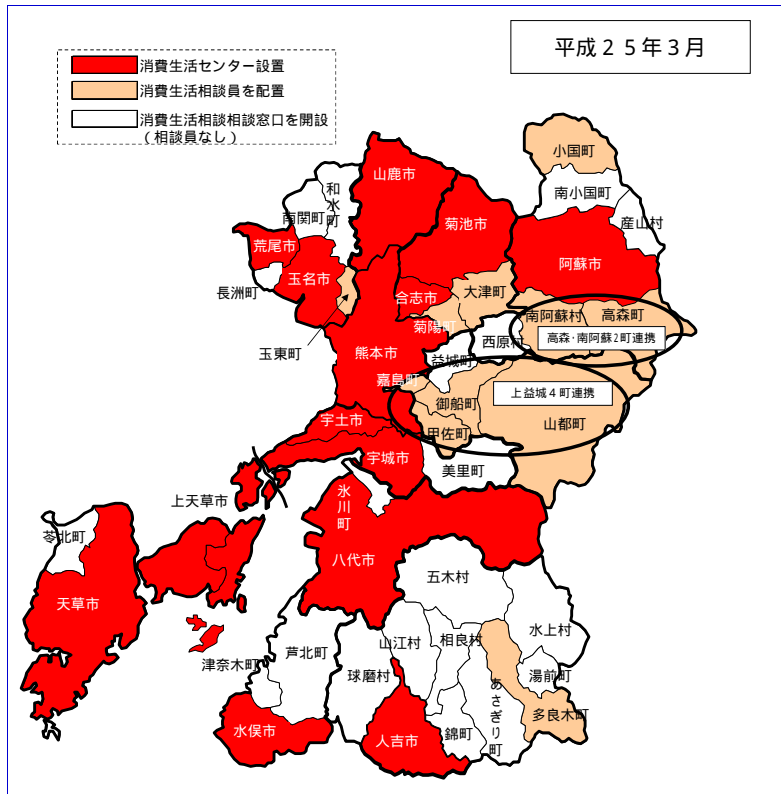 平成２５年３月
消費生活センター設置
消費生活相談員を配置
消費生活相談相談窓口を開設
（相談員なし）
小国町
南小国町
産山村
山鹿市
和水町
南関町
菊池市
荒尾市
玉名市
長洲町
玉東町
阿蘇市
合志市
大津町
菊陽町
南阿蘇村
高森町
高森･南阿蘇2町連携
西原村
熊本市
益城町
嘉島町
上益城４町連携
御船町
甲佐町
山都町
宇土市
宇城市
美里町
上天草市
氷川町
八代市
苓北町
天草市
五木村
水上村
芦北町
山江村
相良村
津奈木町
球磨村
湯前町
あさぎり町
多良木町
水俣市
人吉市
錦町